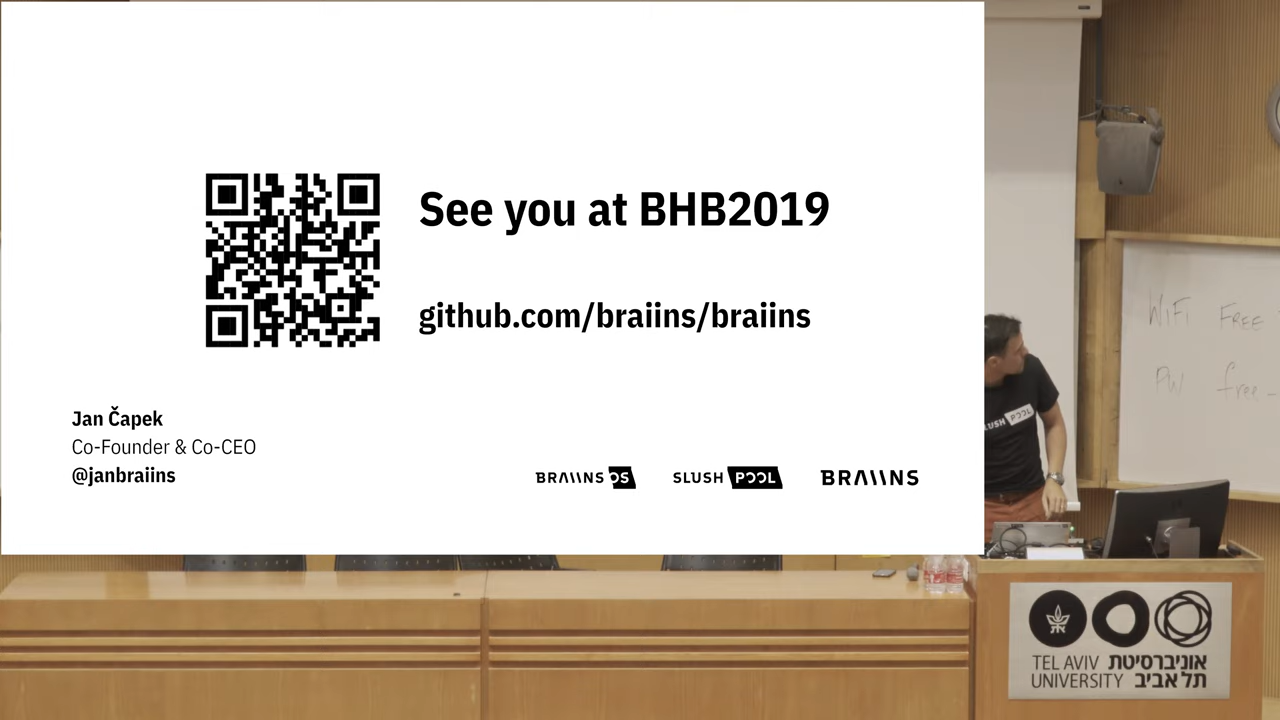 See you at BHB2019
github.com/braiins/braiins
Jan Čapek
Co-Founder & Co-CEO
@janbraiins
BRAIINS OS
SLUSH POOL
BRAIINS
WiFi FREE
PW free-
LUSH POOL
TEL AVIV אוניברסיטת
UNIVERSITY תל אביב